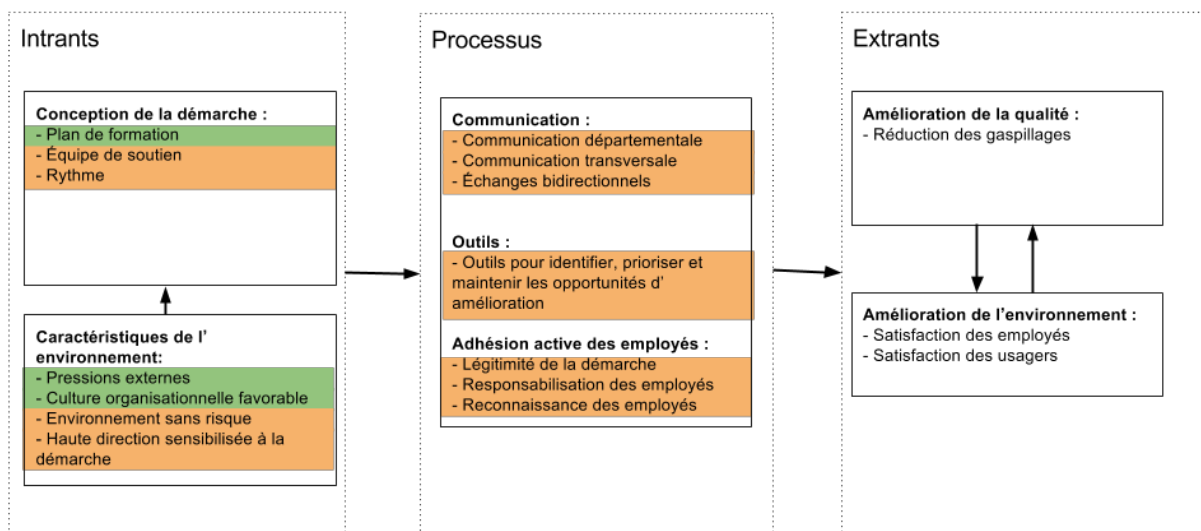 Intrants
Conception de la démarche :
- Plan de formation
- Équipe de soutien
- Rythme
Caractéristiques de l'
environnement:
- Pressions externes
- Culture organisationnelle favorable
- Environnement sans risque
- Haute direction sensibilisée à la
démarche
Processus
Communication :
- Communication départementale
- Communication transversale
- Échanges bidirectionnels
Outils :
- Outils pour identifier, prioriser et
maintenir les opportunités d'
amélioration
Adhésion active des employés :
- Légitimité de la démarche
- Responsabilisation des employés
- Reconnaissance des employés
Extrants
Amélioration de la qualité :
- Réduction des gaspillages
Amélioration de l'environnement :
- Satisfaction des employés
- Satisfaction des usagers